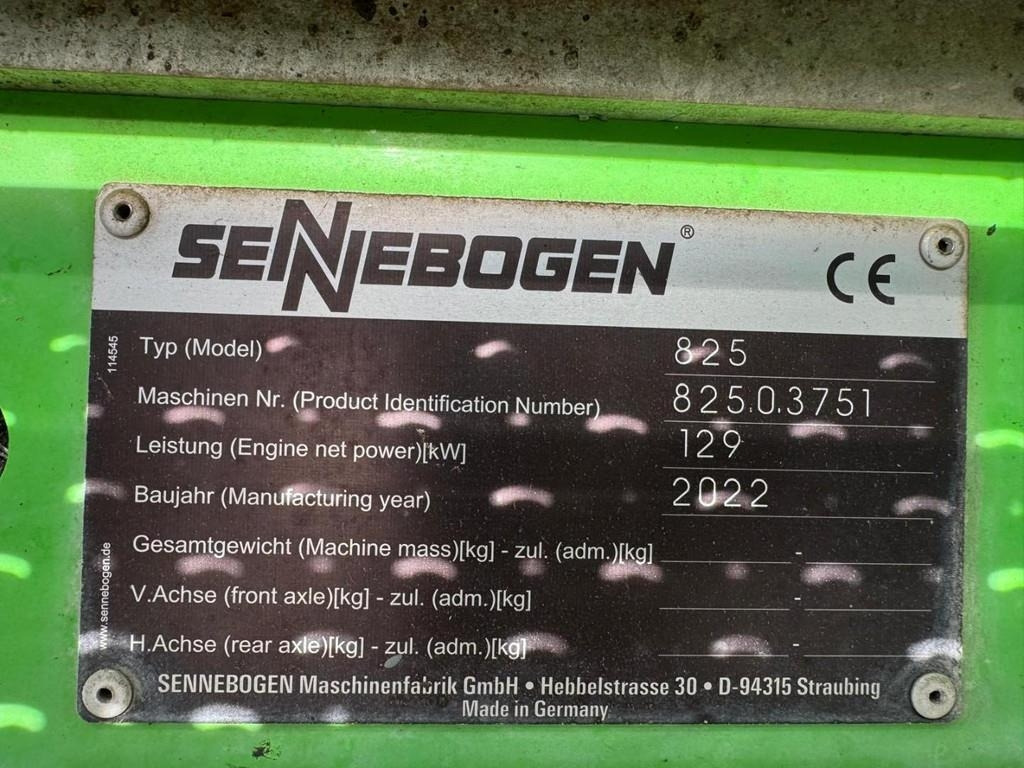 SENNEBOGEN®
CE
114545
Typ (Model) 825
Maschinen Nr. (Product Identification Number) 825.0.3751
Leistung (Engine net power)[kW] 129
Baujahr (Manufacturing year) 2022
Gesamtgewicht (Machine mass)[kg] - zul. (adm.)[kg] -
V.Achse (front axle)[kg] - zul. (adm.)[kg] -
H.Achse (rear axle)[kg] - zul. (adm.)[kg] -
www.sennebogen.de
SENNEBOGEN Maschinenfabrik GmbH • Hebbelstrasse 30 • D-94315 Straubing
Made in Germany